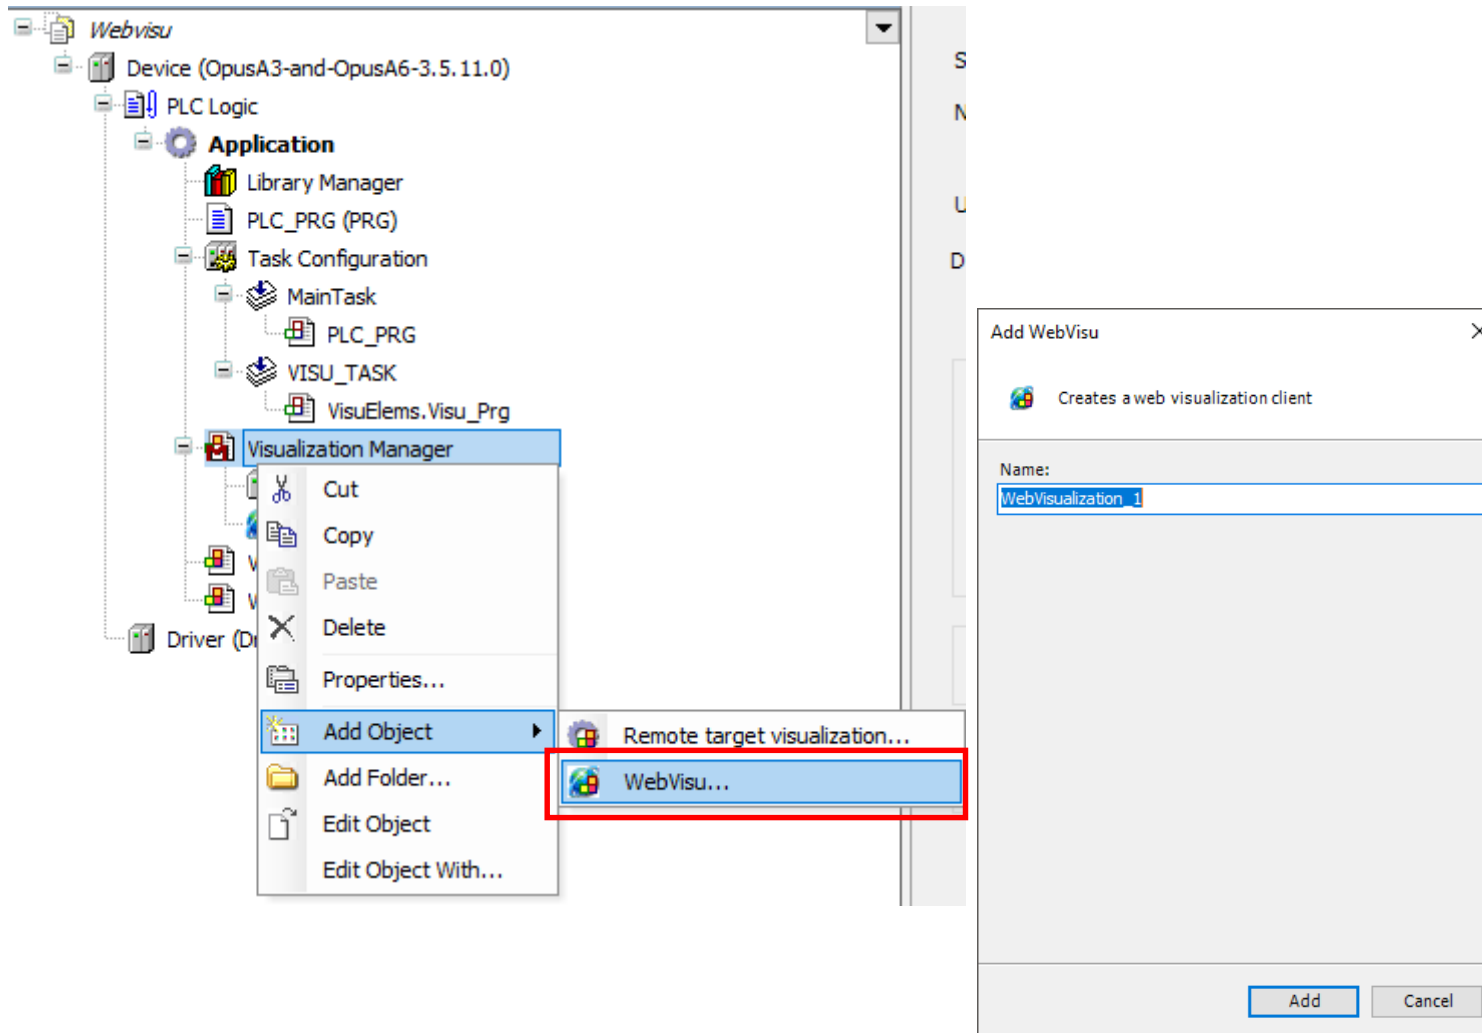 Webvisu
Device (OpusA3-and-OpusA6-3.5.11.0)
PLC Logic
Application
Library Manager
PLC_PRG (PRG)
Task Configuration
MainTask
PLC_PRG
VISU_TASK
VisuElems.Visu_Prg
Visualization Manager
Cut
Copy
Paste
Delete
Driver (
Properties...
Add Object
Remote target visualization...
Add Folder...
WebVisu...
Edit Object
Edit Object With...
Add WebVisu
Creates a web visualization client
Name:
WebVisualization_1
Add
Cancel